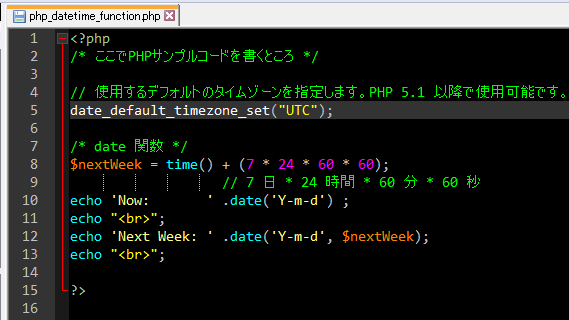 php_datetime_function.php
1 <?php
2 /* ここでPHPサンプルコードを書くところ */
3
4 // 使用するデフォルトのタイムゾーンを指定します。PHP 5.1 以降で使用可能です。
5 date_default_timezone_set("UTC");
6
7 /* date 関数 */
8 $nextWeek = time() + (7 * 24 * 60 * 60);
9 // 7 日 * 24 時間 * 60 分 * 60 秒
10 echo 'Now:       ' .date('Y-m-d') ;
11 echo "<br>";
12 echo 'Next Week: ' .date('Y-m-d', $nextWeek);
13 echo "<br>";
14
15 ?>
16